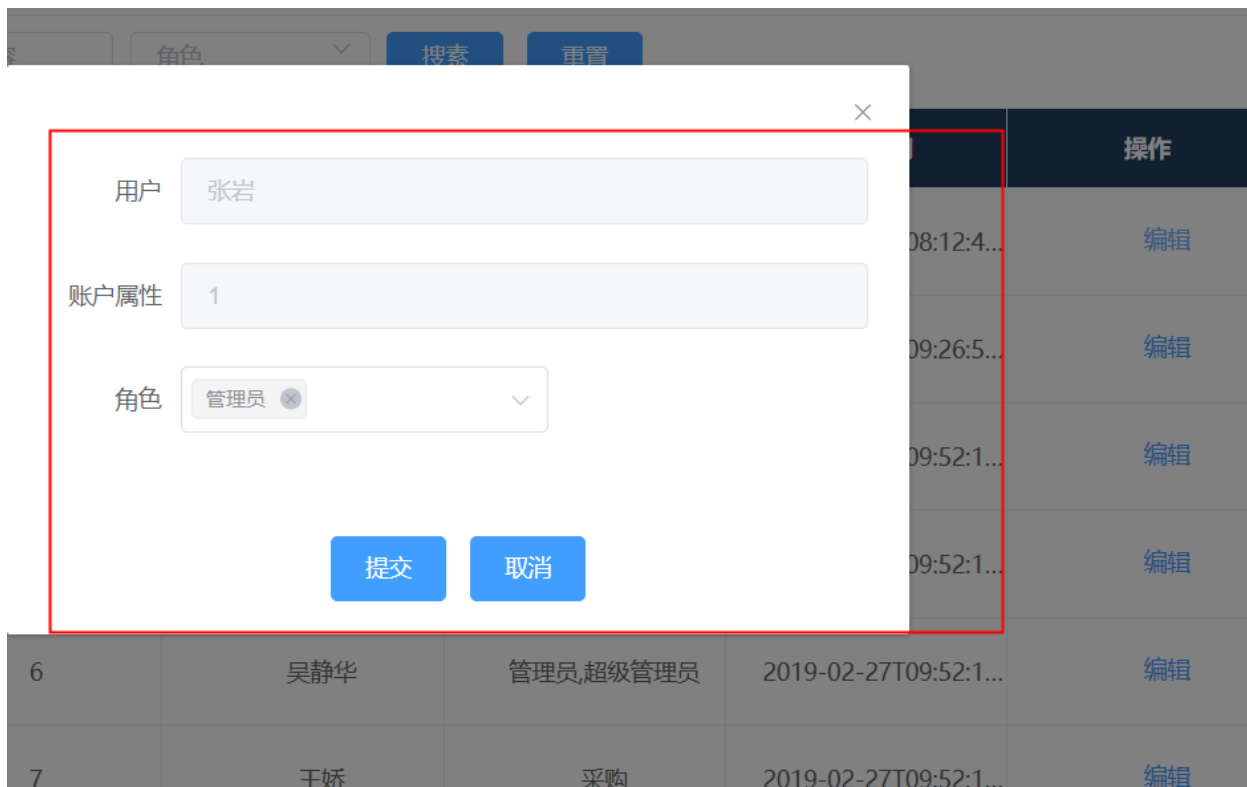 角色
搜素
重置
操作
用户
张岩
08:12:4...
编辑
账户属性
1
09:26:5...
编辑
角色
管理员
09:52:1...
编辑
提交
取消
09:52:1...
编辑
6 吴静华 管理员,超级管理员 2019-02-27T09:52:1... 编辑
7 王娇 采购 2019-02-27T09:52:1... 编辑